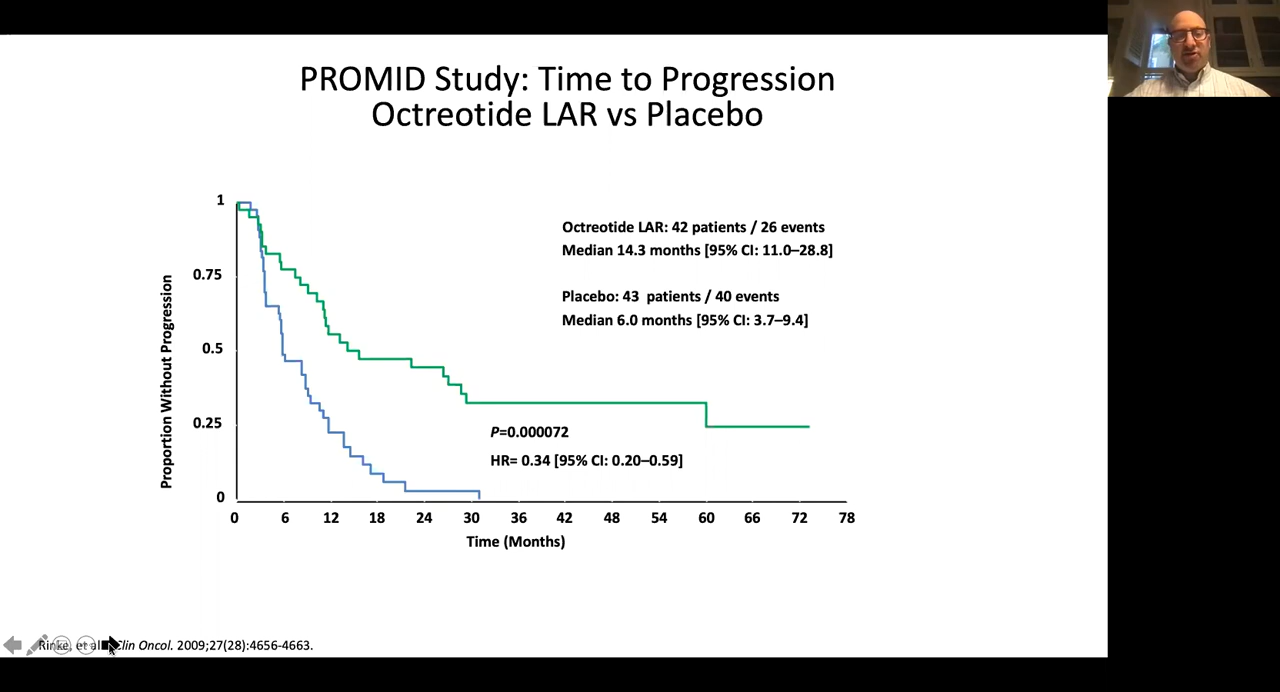 PROMID Study: Time to Progression
Octreotide LAR vs Placebo
Proportion Without Progression
1
0.75
0.5
0.25
0
Octreotide LAR: 42 patients / 26 events
Median 14.3 months [95% CI: 11.0–28.8]
Placebo: 43 patients / 40 events
Median 6.0 months [95% CI: 3.7–9.4]
P=0.000072
HR= 0.34 [95% CI: 0.20–0.59]
0 6 12 18 24 30 36 42 48 54 60 66 72 78
Time (Months)
Rinke, et al. Clin Oncol. 2009;27(28):4656-4663.